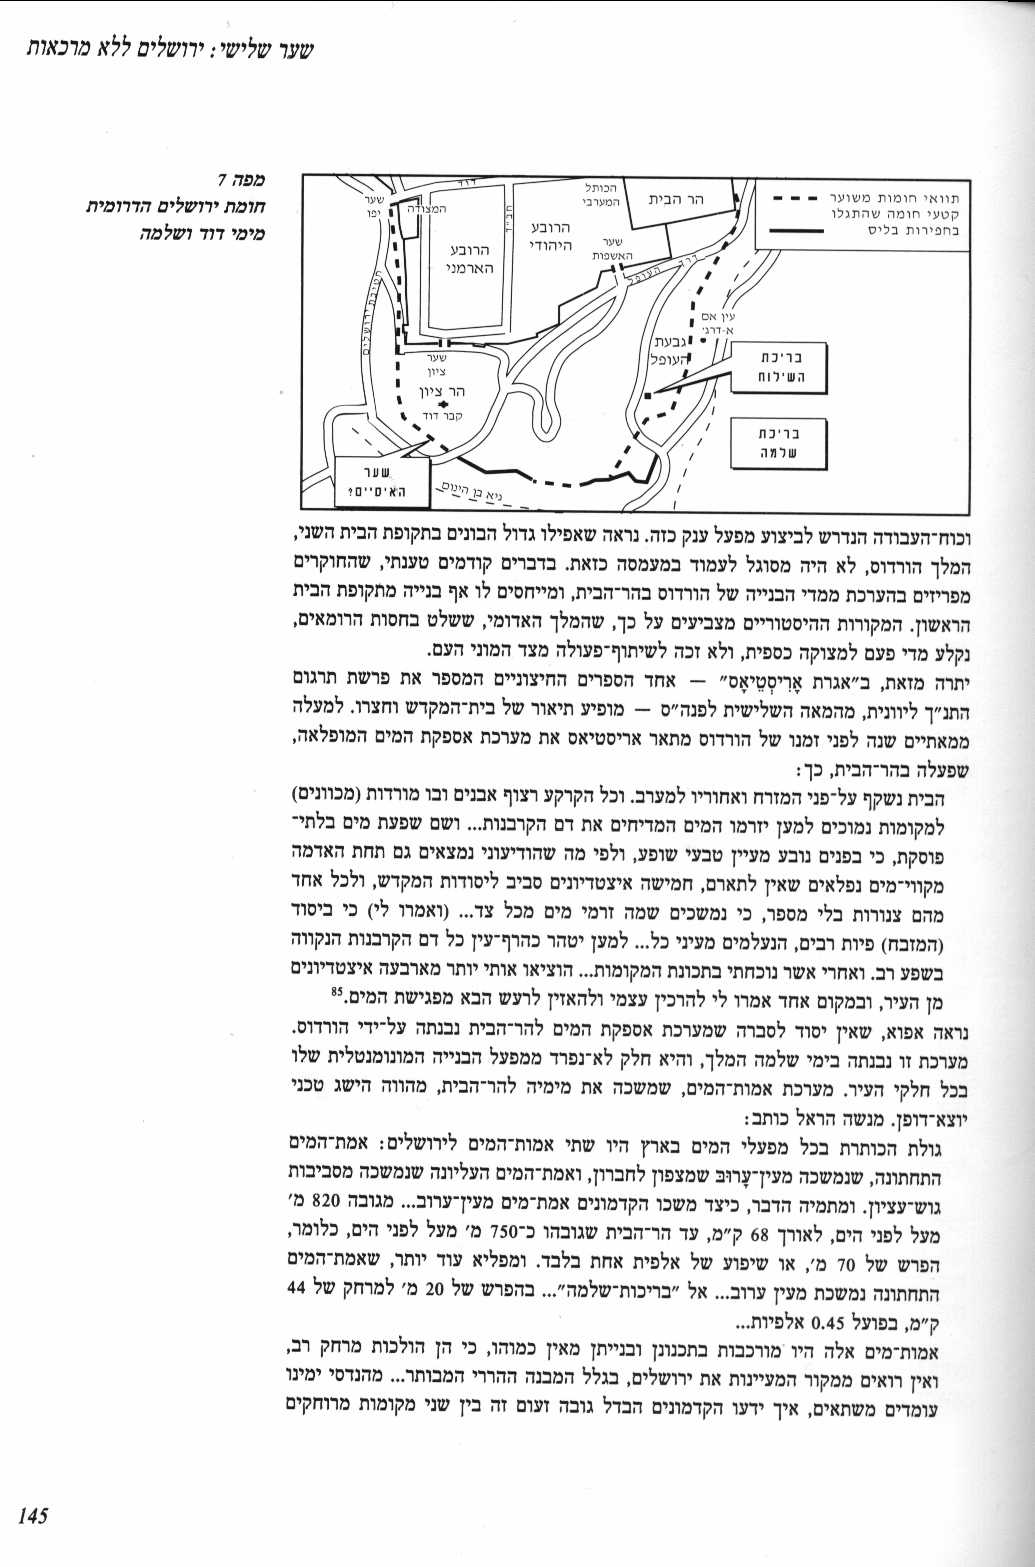 שער שלישי: ירושלים ללא מרכאות
מפה 7
חומת ירושלים הדרומית
מימי דוד ושלמה
תוואי חומות משוער
קטעי חומה שהתגלו
בחפירות בליס
דוד
הכותל
המערבי
הר הבית
שער
יפו
המצודה
חב״ד
הרובע
היהודי
הרובע
הארמני
שער
האשפות
דרך העופל
חטיבת ירושלים
עין אם
א-דרג׳
גבעת
העופל
בריכת
השילוח
שער
ציון
הר ציון
קבר דוד
בריכת
שלמה
שער
האיסיים?
גיא בן הינום
וכוח־העבודה הנדרש לביצוע מפעל ענק כזה. נראה שאפילו גדול הבונים בתקופת הבית השני,
המלך הורדוס, לא היה מסוגל לעמוד במעמסה כזאת. בדברים קודמים טענתי, שהחוקרים
מפריזים בהערכת ממדי הבנייה של הורדוס בהר־הבית, ומייחסים לו אף בנייה מתקופת הבית
הראשון. המקורות ההיסטוריים מצביעים על כך, שהמלך האדומי, ששלט בחסות הרומאים,
נקלע מדי פעם למצוקה כספית, ולא זכה לשיתוף־פעולה מצד המוני העם.
יתרה מזאת, ב״אגרת אָרִיסְטֵיאָס״ — אחד הספרים החיצוניים המספר את פרשת תרגום
התנ״ך ליוונית, מהמאה השלישית לפנה״ס — מופיע תיאור של בית־המקדש וחצרו. למעלה
ממאתיים שנה לפני זמנו של הורדוס מתאר אריסטיאס את מערכת אספקת המים המופלאה,
שפעלה בהר־הבית, כך:
הבית נשקף על־פני המזרח ואחוריו למערב. וכל הקרקע רצוף אבנים ובו מורדות (מכוונים)
למקומות נמוכים למען יזרמו המים המדיחים את דם הקרבנות... ושם שפעת מים בלתי־
פוסקת, כי בפנים נובע מעיין טבעי שופע, ולפי מה שהודיעוני נמצאים גם תחת האדמה
מקווי־מים נפלאים שאין לתארם, חמישה איצטדיונים סביב ליסודות המקדש, ולכל אחד
מהם צנורות בלי מספר, כי נמשכים שמה זרמי מים מכל צד... (ואמרו לי) כי ביסוד
(המזבח) פיות רבים, הנעלמים מעיני כל... למען יטהר כהרף־עין כל דם הקרבנות הנקווה
בשפע רב. ואחרי אשר נוכחתי בתכונת המקומות... הוציאו אותי יותר מארבעה איצטדיונים
מן העיר, ובמקום אחד אמרו לי להרכין עצמי ולהאזין לרעש הבא מפגישת המים.85
נראה אפוא, שאין יסוד לסברה שמערכת אספקת המים להר־הבית נבנתה על־ידי הורדוס.
מערכת זו נבנתה בימי שלמה המלך, והיא חלק לא־נפרד ממפעל הבנייה המונומנטלית שלו
בכל חלקי העיר. מערכת אמות־המים, שמשכה את מימיה להר־הבית, מהווה הישג טכני
יוצא־דופן. מנשה הראל כותב:
גולת הכותרת בכל מפעלי המים בארץ היו שתי אמות־המים לירושלים: אמת־המים
התחתונה, שנמשכה מעין־עָרוּבּ שמצפון לחברון, ואמת־המים העליונה שנמשכה מסביבות
גוש־עציון. ומתמיה הדבר, כיצד משכו הקדמונים אמת־מים מעין־ערוב... מגובה 820 מ׳
מעל לפני הים, לאורך 68 ק״מ, עד הר־הבית שגובהו כ־750 מ׳ מעל לפני הים, כלומר,
הפרש של 70 מ׳, או שיפוע של אלפית אחת בלבד. ומפליא עוד יותר, שאמת־המים
התחתונה נמשכת מעין ערוב... אל ״בריכות־שלמה״... בהפרש של 20 מ׳ למרחק של 44
ק״מ, בפועל 0.45 אלפיות...
אמות־מים אלה היו מורכבות בתכנונן ובנייתן מאין כמוהו, כי הן הולכות מרחק רב,
ואין רואים ממקור המעיינות את ירושלים, בגלל המבנה ההררי המבותר... מהנדסי ימינו
עומדים משתאים, איך ידעו הקדמונים הבדל גובה זעום זה בין שני מקומות מרוחקים
145